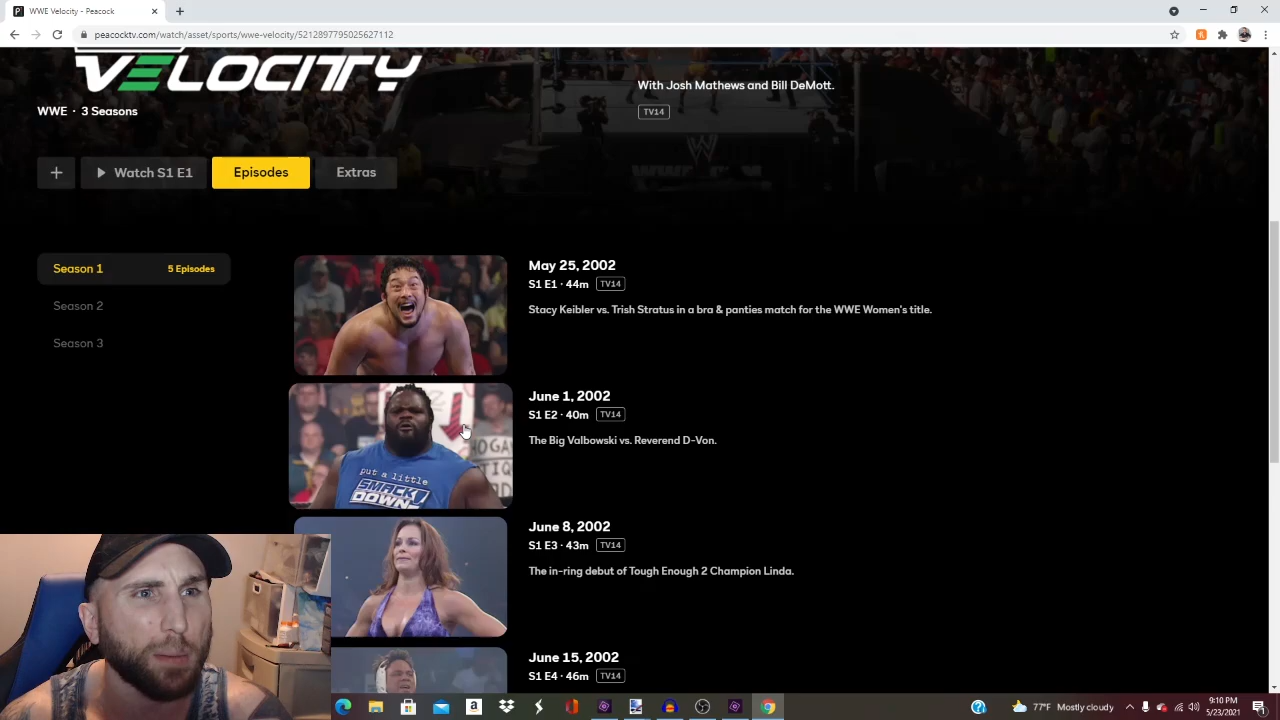 WWE Velocity - Peacock
peacocktv.com/watch/asset/sports/wwe-velocity/5212897795025627112
VELOCITY
WWE · 3 Seasons
With Josh Mathews and Bill DeMott.
TV14
+ Watch S1 E1 Episodes Extras
Season 1 5 Episodes
Season 2
Season 3
May 25, 2002
S1 E1 · 44m TV14
Stacy Keibler vs. Trish Stratus in a bra & panties match for the WWE Women's title.
June 1, 2002
S1 E2 · 40m TV14
The Big Valbowski vs. Reverend D-Von.
HOGA
put a little
SMACK!
DOWN
June 8, 2002
S1 E3 · 43m TV14
The in-ring debut of Tough Enough 2 Champion Linda.
June 15, 2002
S1 E4 · 46m TV14
77°F Mostly cloudy
9:10 PM
5/23/2021